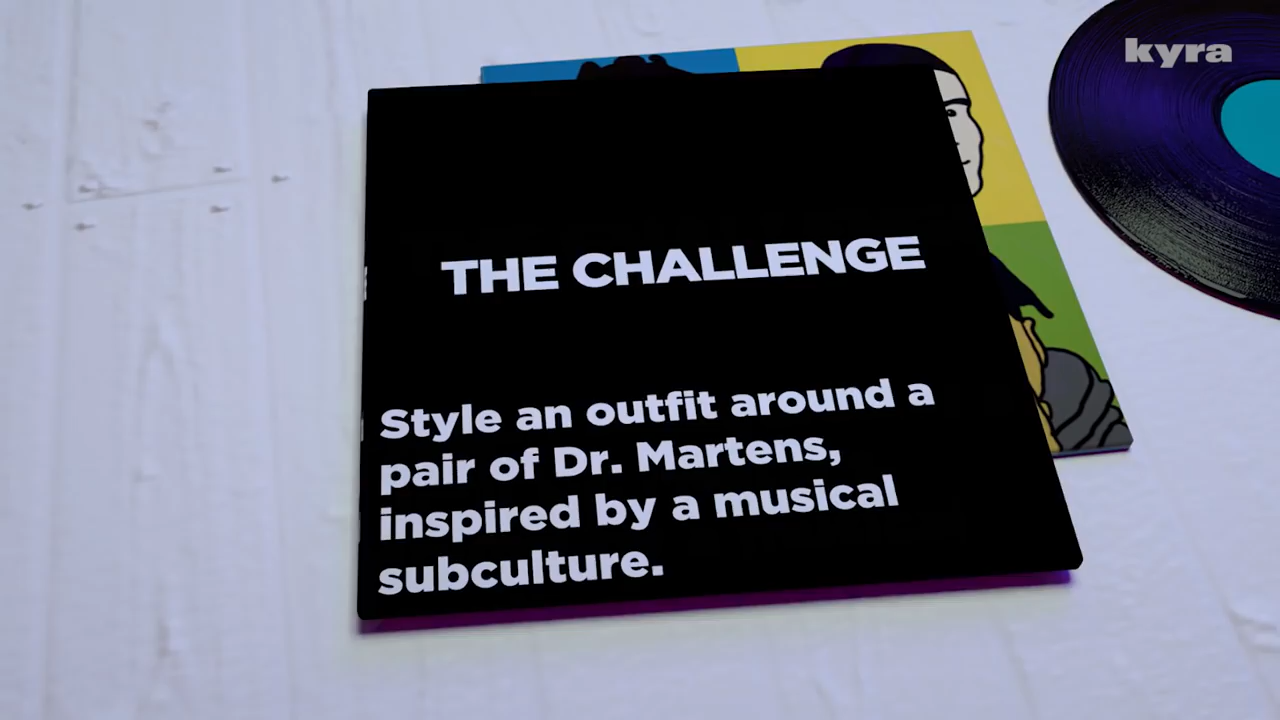 kyra
THE CHALLENGE
Style an outfit around a
pair of Dr. Martens,
inspired by a musical
subculture.